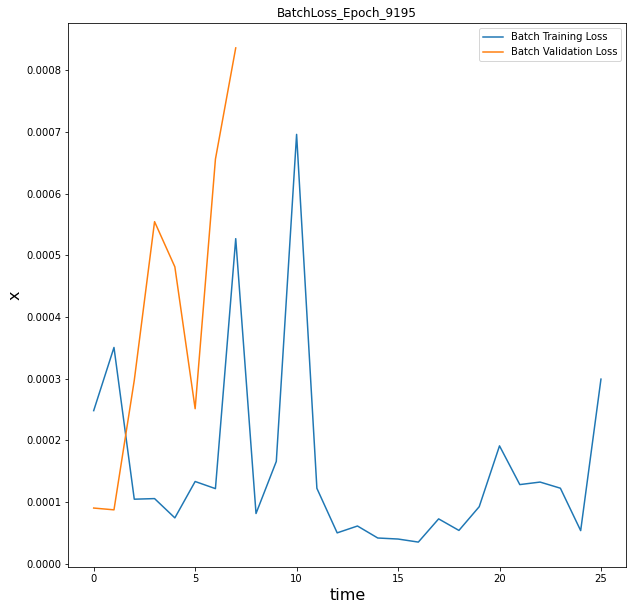 BatchLoss_Epoch_9195
Batch Training Loss
Batch Validation Loss
0.0008
0.0007
0.0006
0.0005
0.0004
0.0003
0.0002
0.0001
0.0000
x
0 5 10 15 20 25
time